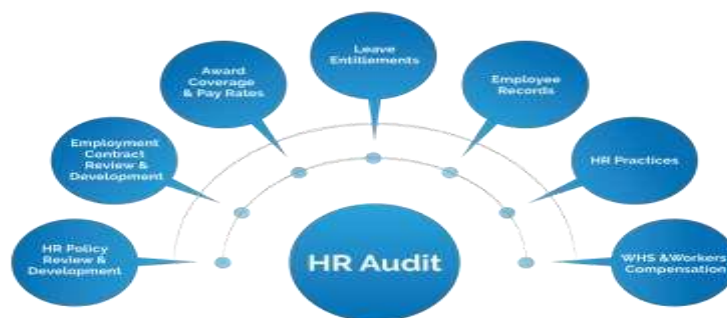 HR Policy
Review &
Development
Employment
Contract
Review &
Development
Award
Coverage
& Pay Rates
Leave
Entitlements
Employee
Records
HR Practices
WHS &Workers
Compensation
HR Audit